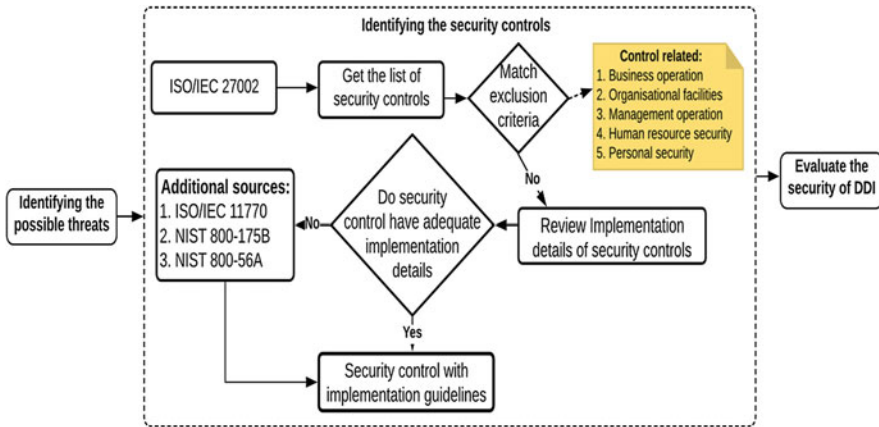 Identifying the security controls
ISO/IEC 27002
Get the list of
security controls
Match
exclusion
criteria
Control related:
1. Business operation
2. Organisational facilities
3. Management operation
4. Human resource security
5. Personal security
No
Identifying the
possible threats
Additional sources:
1. ISO/IEC 11770
2. NIST 800-175B
3. NIST 800-56A
No
Do security
control have adequate
implementation
details
Review Implementation
details of security controls
Evaluate the
security of DDI
Yes
Security control with
implementation guidelines